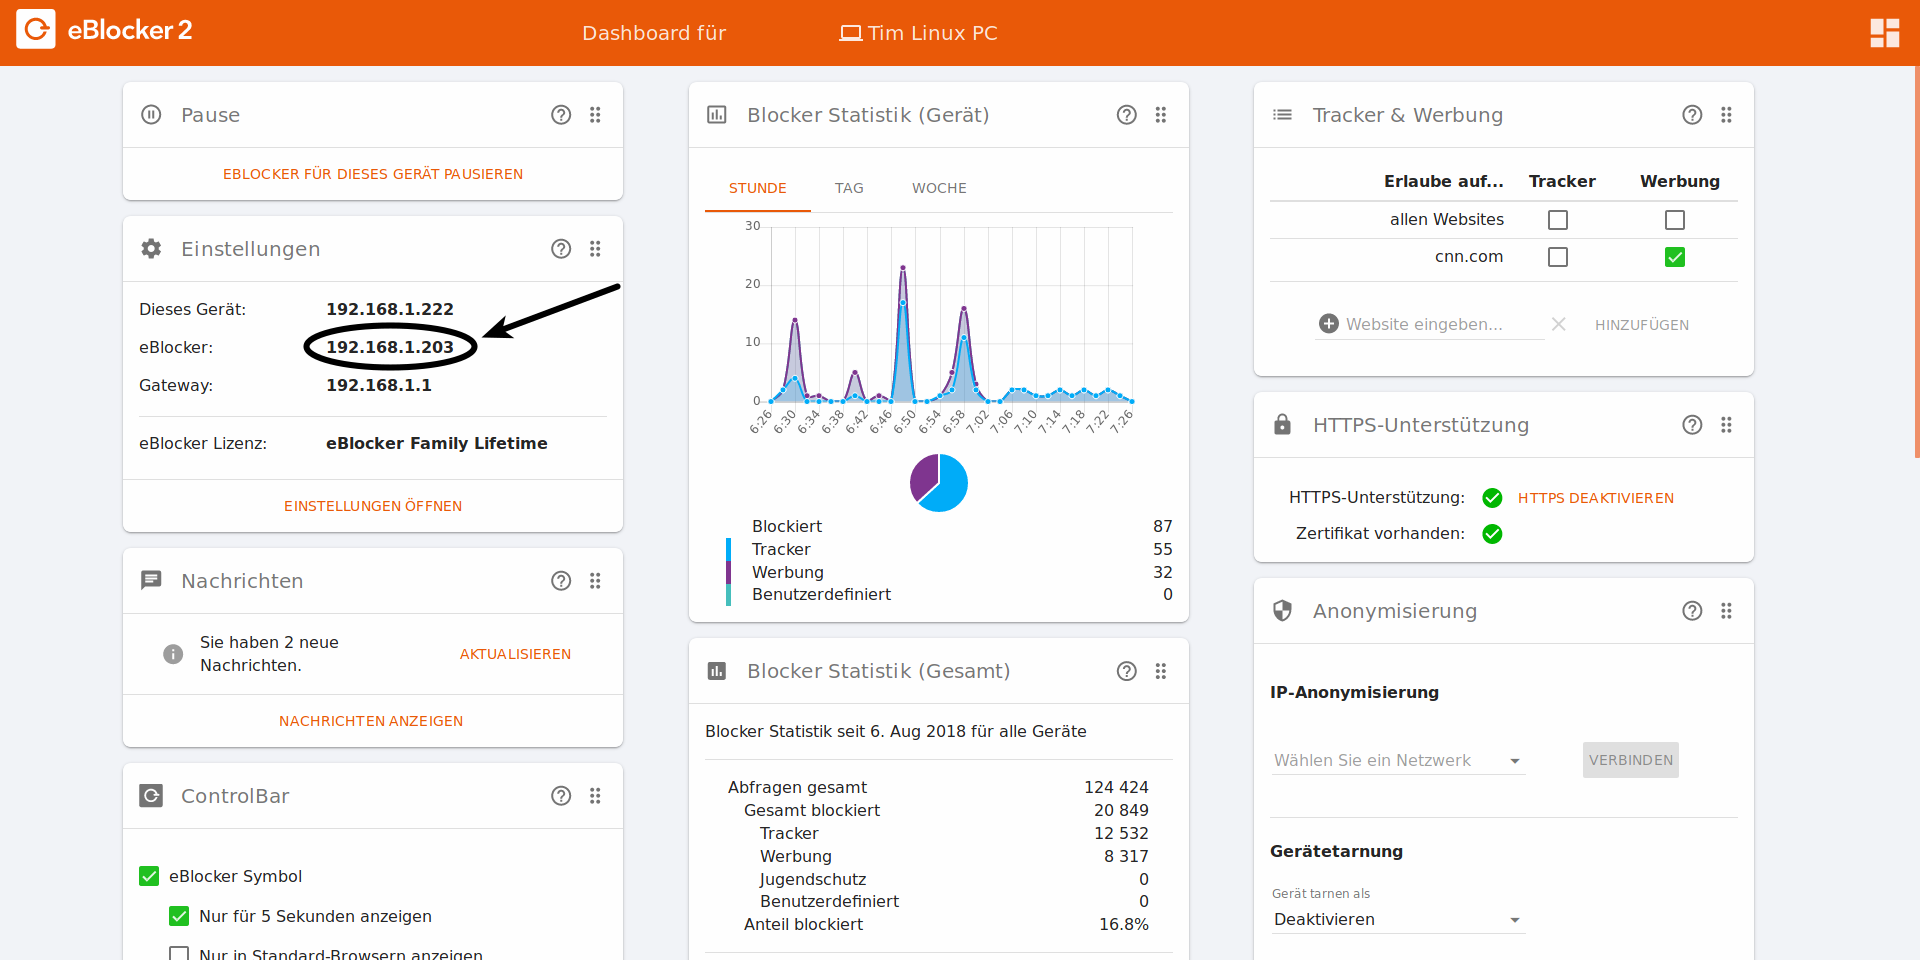 eBlocker 2
Dashboard für
Tim Linux PC
Pause
EBLOCKER FÜR DIESES GERÄT PAUSIEREN
Einstellungen
Dieses Gerät: 192.168.1.222
eBlocker: 192.168.1.203
Gateway: 192.168.1.1
eBlocker Lizenz: eBlocker Family Lifetime
EINSTELLUNGEN ÖFFNEN
Nachrichten
Sie haben 2 neue
Nachrichten.
AKTUALISIEREN
NACHRICHTEN ANZEIGEN
ControlBar
eBlocker Symbol
Nur für 5 Sekunden anzeigen
Nur in Standard-Browsern anzeigen
Blocker Statistik (Gerät)
STUNDE TAG WOCHE
30
20
10
0
6:26 6:30 6:34 6:38 6:42 6:46 6:50 6:54 6:58 7:02 7:06 7:10 7:14 7:18 7:22 7:26
Blockiert 87
Tracker 55
Werbung 32
Benutzerdefiniert 0
Blocker Statistik (Gesamt)
Blocker Statistik seit 6. Aug 2018 für alle Geräte
Abfragen gesamt 124 424
Gesamt blockiert 20 849
Tracker 12 532
Werbung 8 317
Jugendschutz 0
Benutzerdefiniert 0
Anteil blockiert 16.8%
Tracker & Werbung
Erlaube auf... Tracker Werbung
allen Websites
cnn.com
Website eingeben... HINZUFÜGEN
HTTPS-Unterstützung
HTTPS-Unterstützung: HTTPS DEAKTIVIEREN
Zertifikat vorhanden:
Anonymisierung
IP-Anonymisierung
Wählen Sie ein Netzwerk VERBINDEN
Gerätetarnung
Gerät tarnen als
Deaktivieren